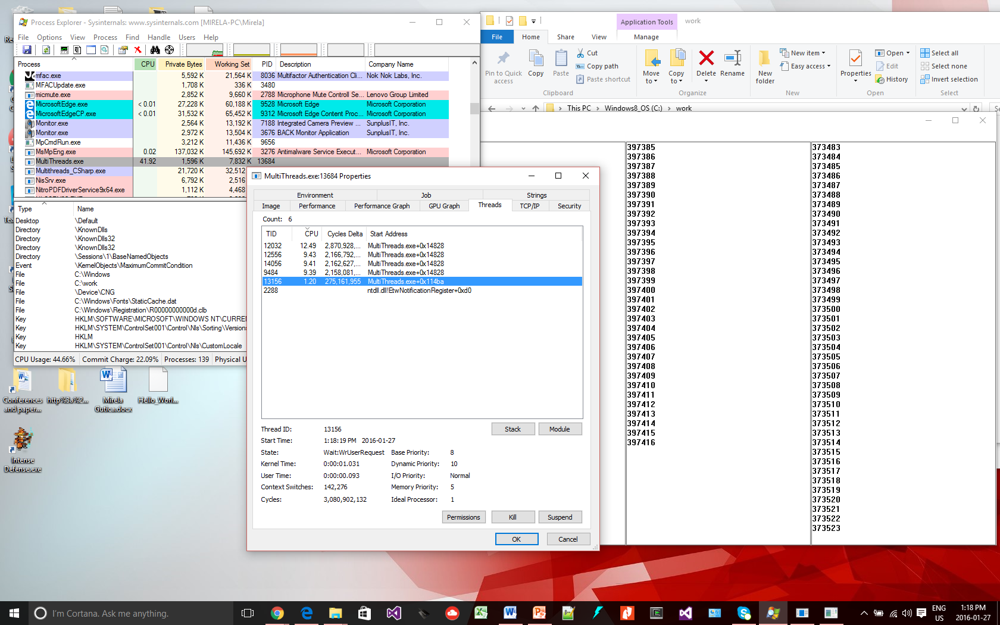 Process Explorer - Sysinternals: www.sysinternals.com [MIRELA-PC\Mirela]
File Options View Process Find Handle Users Help
Process CPU Private Bytes Working Set PID Description Company Name
mfac.exe 5,592 K 21,564 K 8036 Multifactor Authentication Cli... Nok Nok Labs, Inc.
MFACUpdate.exe 1,708 K 336 K 3480
micmute.exe 2,852 K 9,660 K 2788 Microphone Mute Controll Se... Lenovo Group Limited
MicrosoftEdge.exe < 0.01 27,228 K 60,188 K 9528 Microsoft Edge Microsoft Corporation
MicrosoftEdgeCP.exe < 0.01 31,532 K 65,452 K 9312 Microsoft Edge Content Proc... Microsoft Corporation
Monitor.exe 2,564 K 13,192 K 7188 Integrated Camera Preview ... SunplusIT, Inc.
Monitor.exe 2,972 K 13,504 K 3676 BACK Monitor Application SunplusIT, Inc.
MpCmdRun.exe 3,212 K 11,436 K 9656
MsMpEng.exe 0.02 137,032 K 145,692 K 3276 Antimalware Service Execut... Microsoft Corporation
MultiThreads.exe 41.92 1,596 K 7,832 K 13684
Multithreads_CSharp.exe 21,720 K 32,512
NisSrv.exe 6,792 K 2,516
NitroPDFDriverService9x64.exe 1,112 K 4,468
Type Name
Desktop \Default
Directory \KnownDlls
Directory \KnownDlls32
Directory \KnownDlls32
Directory \Sessions\1\BaseNamedObjects
Event \KernelObjects\MaximumCommitCondition
File C:\Windows
File C:\work
File \Device\CNG
File C:\Windows\Fonts\StaticCache.dat
File C:\Windows\Registration\R00000000000d.clb
Key HKLM\SOFTWARE\MICROSOFT\WINDOWS NT\CURRE
Key HKLM\SYSTEM\ControlSet001\Control\Nls\Sorting\Versions
Key HKLM
Key HKLM\SYSTEM\ControlSet001\Control\Nls\CustomLocale
CPU Usage: 44.66% Commit Charge: 22.09% Processes: 139 Physical U
Application Tools work
File Home Share View Manage
Pin to Quick access
Copy
Paste
Cut
Copy path
Paste shortcut
Clipboard
Move to
Copy to
Delete
Rename
Organize
New folder
New item
Easy access
New
Properties
Open
Edit
History
Open
Select all
Select none
Invert selection
Select
This PC Windows8_OS (C:) work Se
MultiThreads.exe:13684 Properties
Environment Job Strings
Image Performance Performance Graph GPU Graph Threads TCP/IP Security
Count: 6
TID CPU Cycles Delta Start Address
12032 12.49 2,870,928,... MultiThreads.exe+0x14828
12556 9.43 2,166,792,... MultiThreads.exe+0x14828
14056 9.41 2,162,627,... MultiThreads.exe+0x14828
9484 9.39 2,158,081,... MultiThreads.exe+0x14828
13156 1.20 275,161,955 MultiThreads.exe+0x114ba
2288 ntdll.dll!EtwNotificationRegister+0xd0
Thread ID: 13156
Stack Module
Start Time: 1:18:19 PM 2016-01-27
State: Wait:WrUserRequest Base Priority: 8
Kernel Time: 0:00:01.031 Dynamic Priority: 10
User Time: 0:00:00.093 I/O Priority: Normal
Context Switches: 142,276 Memory Priority: 5
Cycles: 3,080,902,132 Ideal Processor: 1
Permissions Kill Suspend
OK Cancel
397385
397386
397387
397388
397389
397390
397391
397392
397393
397394
397395
397396
397397
397398
397399
397400
397401
397402
397403
397404
397405
397406
397407
397408
397409
397410
397411
397412
397413
397414
397415
397416
373483
373484
373485
373486
373487
373488
373489
373490
373491
373492
373493
373494
373495
373496
373497
373498
373499
373500
373501
373502
373503
373504
373505
373506
373507
373508
373509
373510
373511
373512
373513
373514
373515
373516
373517
373518
373519
373520
373521
373522
373523
Conferences and paper...
http%3a%2...
Mirela Gutica.docx
Hello_Worl...
Intense Defense.exe
I'm Cortana. Ask me anything.
ENG US
1:18 PM
2016-01-27